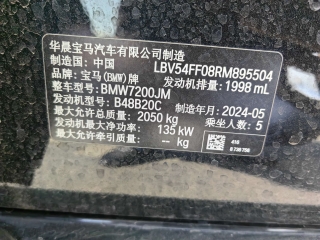 华晨宝马汽车有限公司制造
制造国：中国 LBV54FF08RM895504
品牌：宝马(BMW)牌 发动机排量：1998 mL
整车型号：BMW7200JM
发动机型号：B48B20C 2024-05
最大允许总质量：2050 kg 乘坐人数：5
发动机最大净功率：135 kW
最大允许牵引质量：-- kg